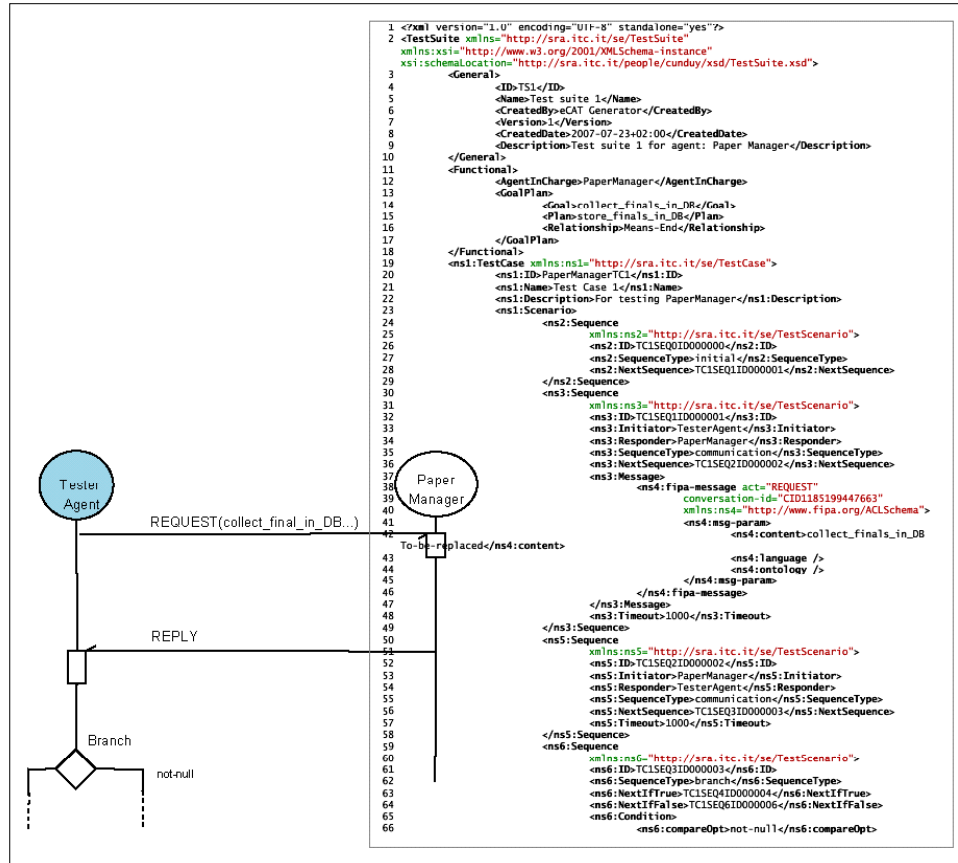 1 <?xml version="1.0" encoding="UTF-8" standalone="yes"?>
2 <TestSuite xmlns="http://sra.itc.it/se/TestSuite"
xmlns:xsi="http://www.w3.org/2001/XMLSchema-instance"
xsi:schemaLocation="http://sra.itc.it/people/cunduy/xsd/TestSuite.xsd">
3 <General>
4 <ID>TS1</ID>
5 <Name>Test suite 1</Name>
6 <CreatedBy>eCAT Generator</CreatedBy>
7 <Version>1</Version>
8 <CreatedDate>2007-07-23+02:00</CreatedDate>
9 <Description>Test suite 1 for agent: Paper Manager</Description>
10 </General>
11 <Functional>
12 <AgentInCharge>PaperManager</AgentInCharge>
13 <GoalPlan>
14 <Goal>collect_finals_in_DB</Goal>
15 <Plan>store_finals_in_DB</Plan>
16 <Relationship>Means-End</Relationship>
17 </GoalPlan>
18 </Functional>
19 <ns1:TestCase xmlns:ns1="http://sra.itc.it/se/TestCase">
20 <ns1:ID>PaperManagerTC1</ns1:ID>
21 <ns1:Name>Test Case 1</ns1:Name>
22 <ns1:Description>For testing PaperManager</ns1:Description>
23 <ns1:Scenario>
24 <ns2:Sequence
25 xmlns:ns2="http://sra.itc.it/se/TestScenario">
26 <ns2:ID>TC1SEQ0ID000000</ns2:ID>
27 <ns2:SequenceType>initial</ns2:SequenceType>
28 <ns2:NextSequence>TC1SEQ1ID000001</ns2:NextSequence>
29 </ns2:Sequence>
30 <ns3:Sequence
31 xmlns:ns3="http://sra.itc.it/se/TestScenario">
32 <ns3:ID>TC1SEQ1ID000001</ns3:ID>
33 <ns3:Initiator>TesterAgent</ns3:Initiator>
34 <ns3:Responder>PaperManager</ns3:Responder>
35 <ns3:SequenceType>communication</ns3:SequenceType>
36 <ns3:NextSequence>TC1SEQ2ID000002</ns3:NextSequence>
37 <ns3:Message>
38 <ns4:fipa-message act="REQUEST"
39 conversation-id="CID1185199447663"
40 xmlns:ns4="http://www.fipa.org/ACLSchema">
41 <ns4:msg-param>
42 <ns4:content>collect_finals_in_DB
To-be-replaced</ns4:content>
43 <ns4:language />
44 <ns4:ontology />
45 </ns4:msg-param>
46 </ns4:fipa-message>
47 </ns3:Message>
48 <ns3:Timeout>1000</ns3:Timeout>
49 </ns3:Sequence>
50 <ns5:Sequence
51 xmlns:ns5="http://sra.itc.it/se/TestScenario">
52 <ns5:ID>TC1SEQ2ID000002</ns5:ID>
53 <ns5:Initiator>PaperManager</ns5:Initiator>
54 <ns5:Responder>TesterAgent</ns5:Responder>
55 <ns5:SequenceType>communication</ns5:SequenceType>
56 <ns5:NextSequence>TC1SEQ3ID000003</ns5:NextSequence>
57 <ns5:Timeout>1000</ns5:Timeout>
58 </ns5:Sequence>
59 <ns6:Sequence
60 xmlns:ns6="http://sra.itc.it/se/TestScenario">
61 <ns6:ID>TC1SEQ3ID000003</ns6:ID>
62 <ns6:SequenceType>branch</ns6:SequenceType>
63 <ns6:NextIfTrue>TC1SEQ4ID000004</ns6:NextIfTrue>
64 <ns6:NextIfFalse>TC1SEQ6ID000006</ns6:NextIfFalse>
65 <ns6:Condition>
66 <ns6:compareOpt>not-null</ns6:compareOpt>
Tester
Agent
Paper
Manager
REQUEST(collect_final_in_DB...)
REPLY
Branch
not-null